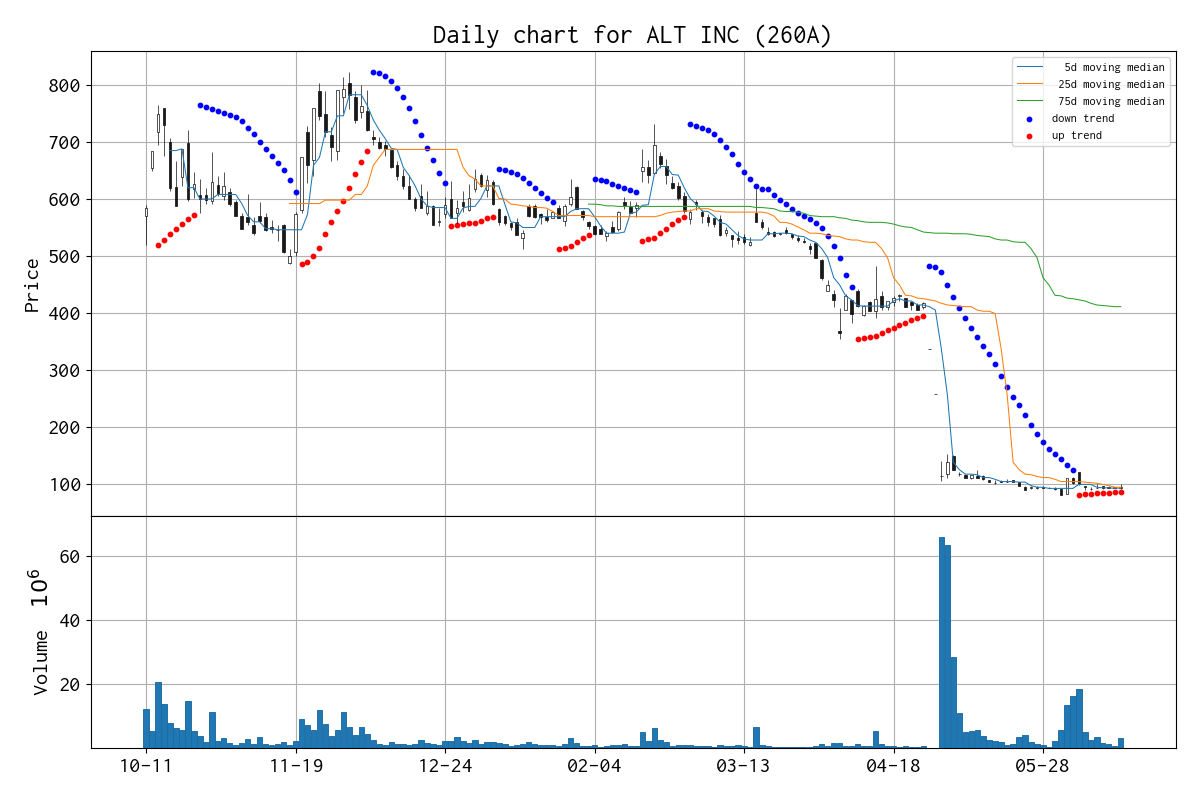 Daily chart for ALT INC (260A)
5d moving median
25d moving median
75d moving median
down trend
up trend
Price
800
700
600
500
400
300
200
100
Volume 10^6
60
40
20
10-11 11-19 12-24 02-04 03-13 04-18 05-28